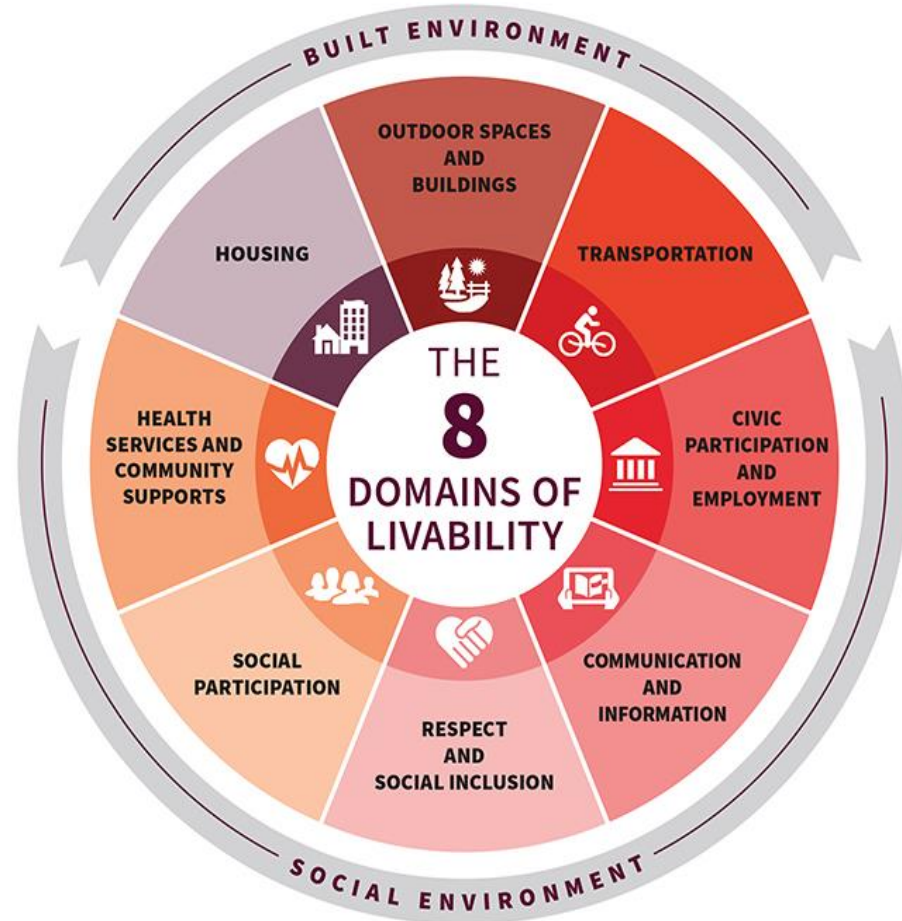 BUILT ENVIRONMENT
OUTDOOR SPACES
AND
BUILDINGS
TRANSPORTATION
CIVIC
PARTICIPATION
AND
EMPLOYMENT
COMMUNICATION
AND
INFORMATION
RESPECT
AND
SOCIAL INCLUSION
SOCIAL
PARTICIPATION
HEALTH
SERVICES AND
COMMUNITY
SUPPORTS
HOUSING
THE
8
DOMAINS OF
LIVABILITY
SOCIAL ENVIRONMENT